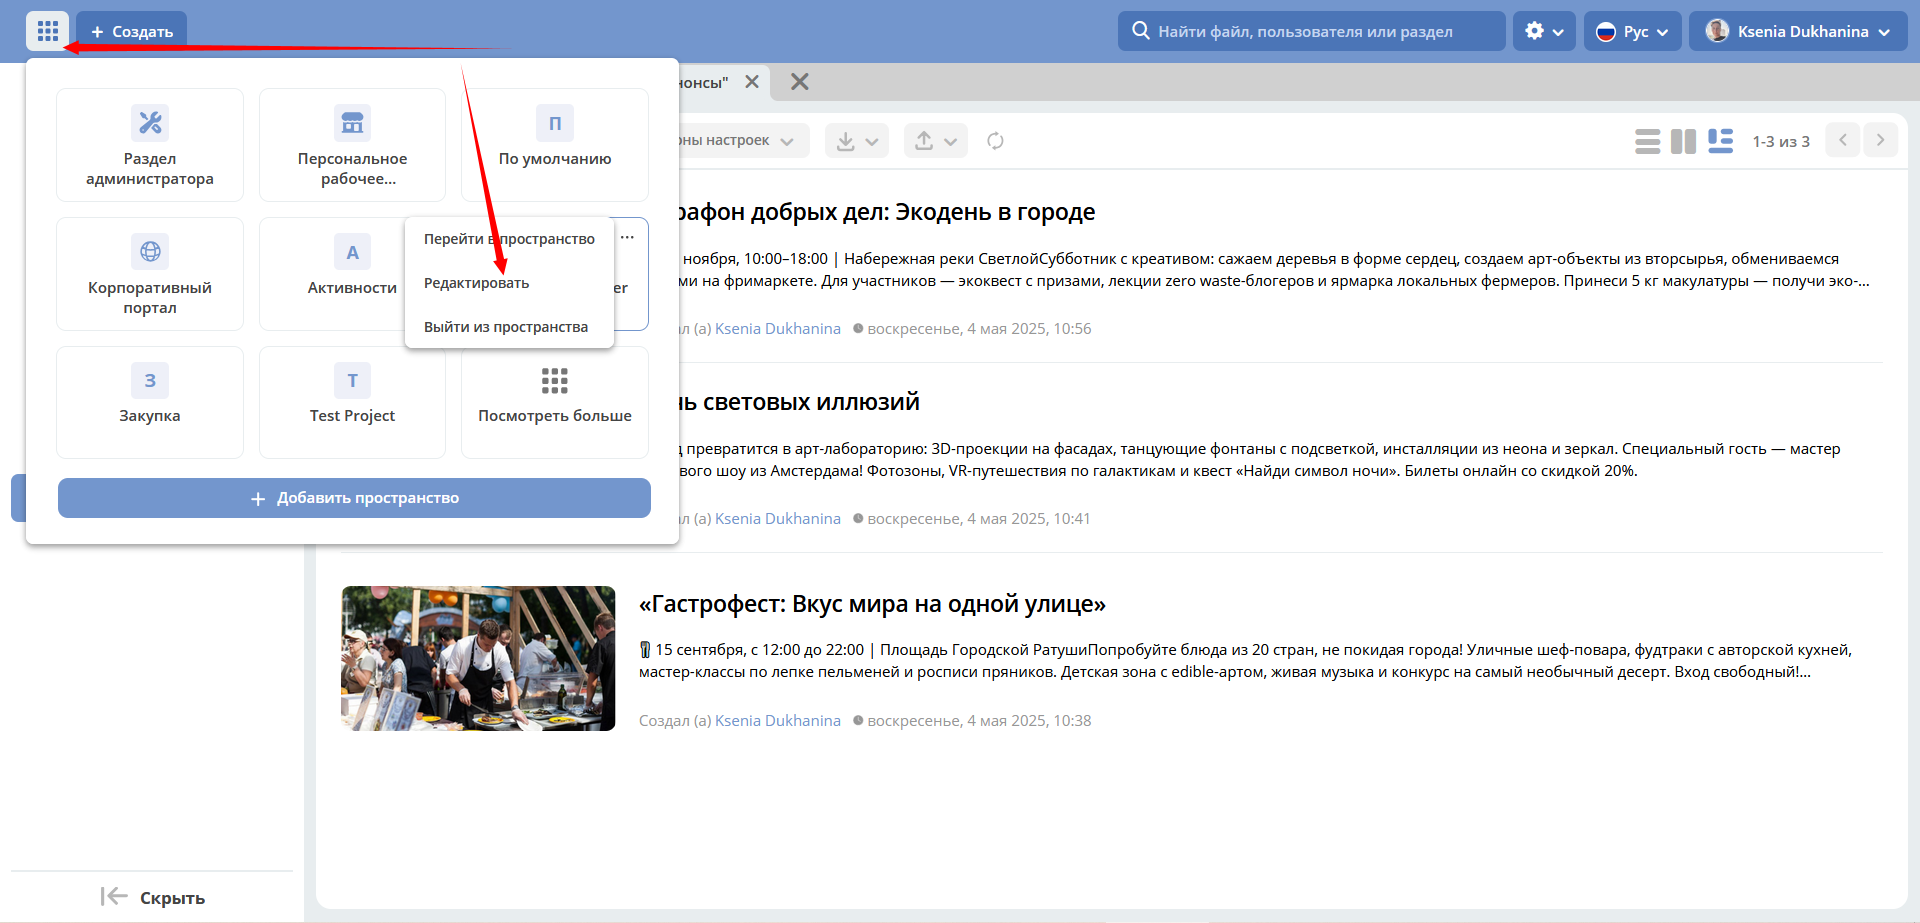 Создать
Найти файл, пользователя или раздел
Рус
Ksenia Dukhanina
нонсы"
Раздел
администратора
Персональное
рабочее...
П
По умолчанию
оны настроек
1-3 из 3
Корпоративный
портал
А
Активности
Перейти в пространство
Редактировать
Выйти из пространства
...
er
З
Закупка
T
Test Project
Посмотреть больше
Добавить пространство
рафон добрых дел: Экодень в городе
ноября, 10:00–18:00 | Набережная реки СветлойСубботник с креативом: сажаем деревья в форме сердец, создаем арт-объекты из вторсырья, обмениваемся
ми на фримаркете. Для участников — экоквест с призами, лекции zero waste-блогеров и ярмарка локальных фермеров. Принеси 5 кг макулатуры — получи эко-...
ал (а) Ksenia Dukhanina воскресенье, 4 мая 2025, 10:56
нь световых иллюзий
д превратится в арт-лабораторию: 3D-проекции на фасадах, танцующие фонтаны с подсветкой, инсталляции из неона и зеркал. Специальный гость — мастер
вого шоу из Амстердама! Фотозоны, VR-путешествия по галактикам и квест «Найди символ ночи». Билеты онлайн со скидкой 20%.
ал (а) Ksenia Dukhanina воскресенье, 4 мая 2025, 10:41
«Гастрофест: Вкус мира на одной улице»
15 сентября, с 12:00 до 22:00 | Площадь Городской РатушиПопробуйте блюда из 20 стран, не покидая города! Уличные шеф-повара, фудтраки с авторской кухней,
мастер-классы по лепке пельменей и росписи пряников. Детская зона с edible-артом, живая музыка и конкурс на самый необычный десерт. Вход свободный!...
Создал (а) Ksenia Dukhanina воскресенье, 4 мая 2025, 10:38
Скрыть